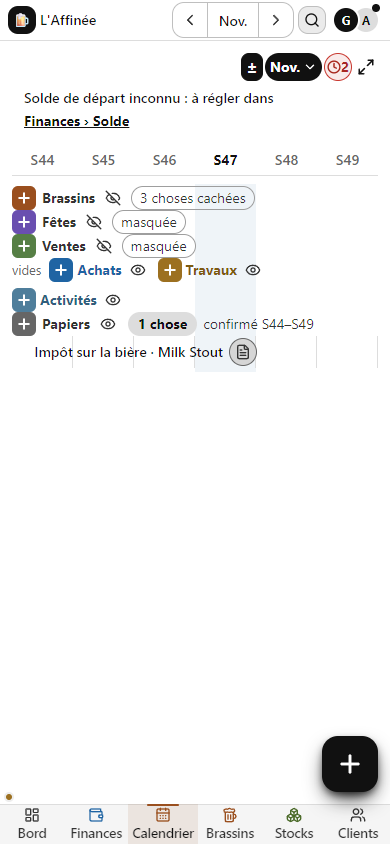 L'Affinée
Nov.
G A
± Nov. 2
Solde de départ inconnu : à régler dans
Finances › Solde
S44 S45 S46 S47 S48 S49
Brassins 3 choses cachées
Fêtes masquée
Ventes masquée
vides Achats Travaux
Activités
Papiers 1 chose confirmé S44–S49
Impôt sur la bière · Milk Stout
Bord Finances Calendrier Brassins Stocks Clients